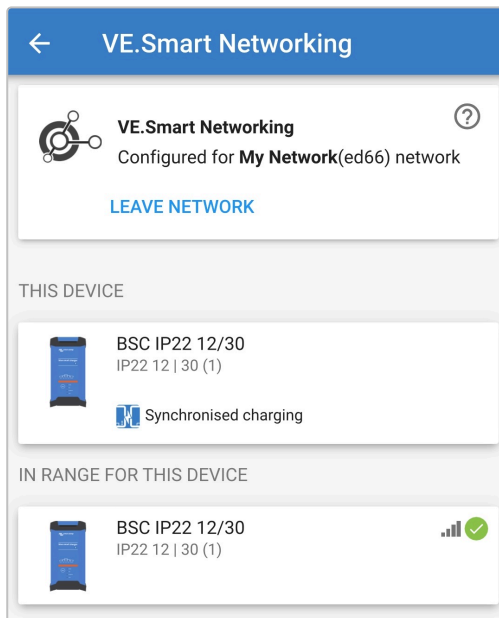 VE.Smart Networking
VE.Smart Networking
Configured for My Network(ed66) network
LEAVE NETWORK
THIS DEVICE
BSC IP22 12/30
IP22 12 | 30 (1)
Synchronised charging
IN RANGE FOR THIS DEVICE
BSC IP22 12/30
IP22 12 | 30 (1)